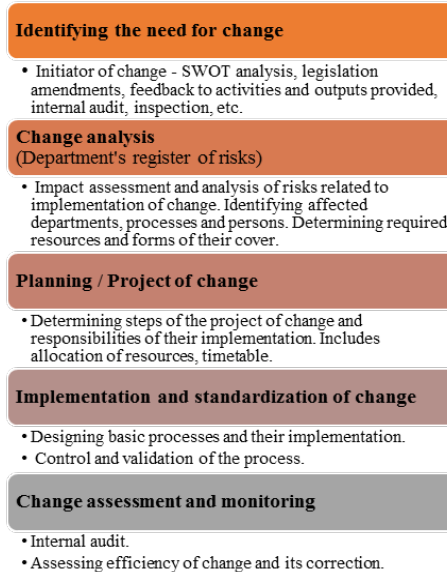 Identifying the need for change
• Initiator of change - SWOT analysis, legislation
amendments, feedback to activities and outputs provided,
internal audit, inspection, etc.
Change analysis
(Department's register of risks)
• Impact assessment and analysis of risks related to
implementation of change. Identifying affected
departments, processes and persons. Determining required
resources and forms of their cover.
Planning / Project of change
• Determining steps of the project of change and
responsibilities of their implementation. Includes
allocation of resources, timetable.
Implementation and standardization of change
• Designing basic processes and their implementation.
• Control and validation of the process.
Change assessment and monitoring
• Internal audit.
• Assessing efficiency of change and its correction.